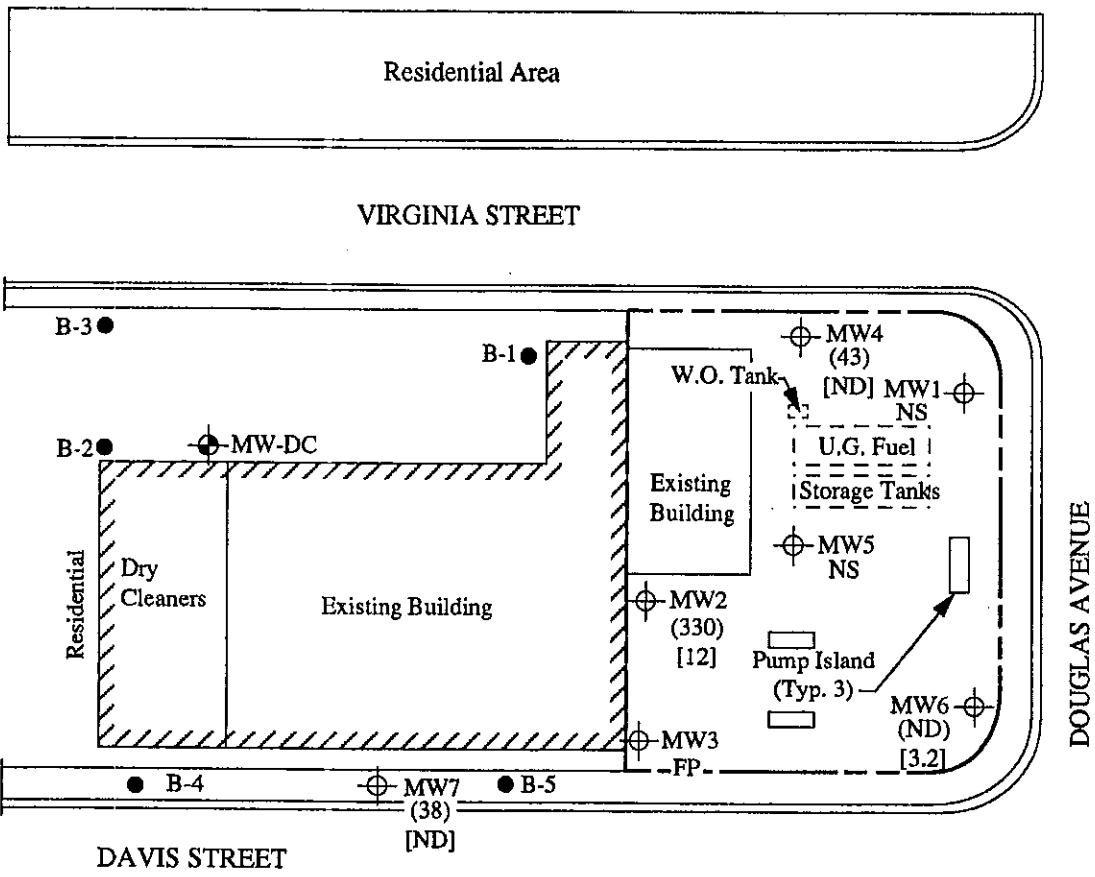 Residential Area
VIRGINIA STREET
B-3
B-1
MW4
(43)
[ND]
W.O. Tank
MW1
NS
B-2
MW-DC
U.G. Fuel
Storage Tanks
Existing
Building
MW5
NS
DOUGLAS AVENUE
Residential
Dry
Cleaners
Existing Building
MW2
(330)
[12]
Pump Island
(Typ. 3)
MW6
(ND)
[3.2]
MW3
FP
B-4
MW7
(38)
[ND]
B-5
DAVIS STREET